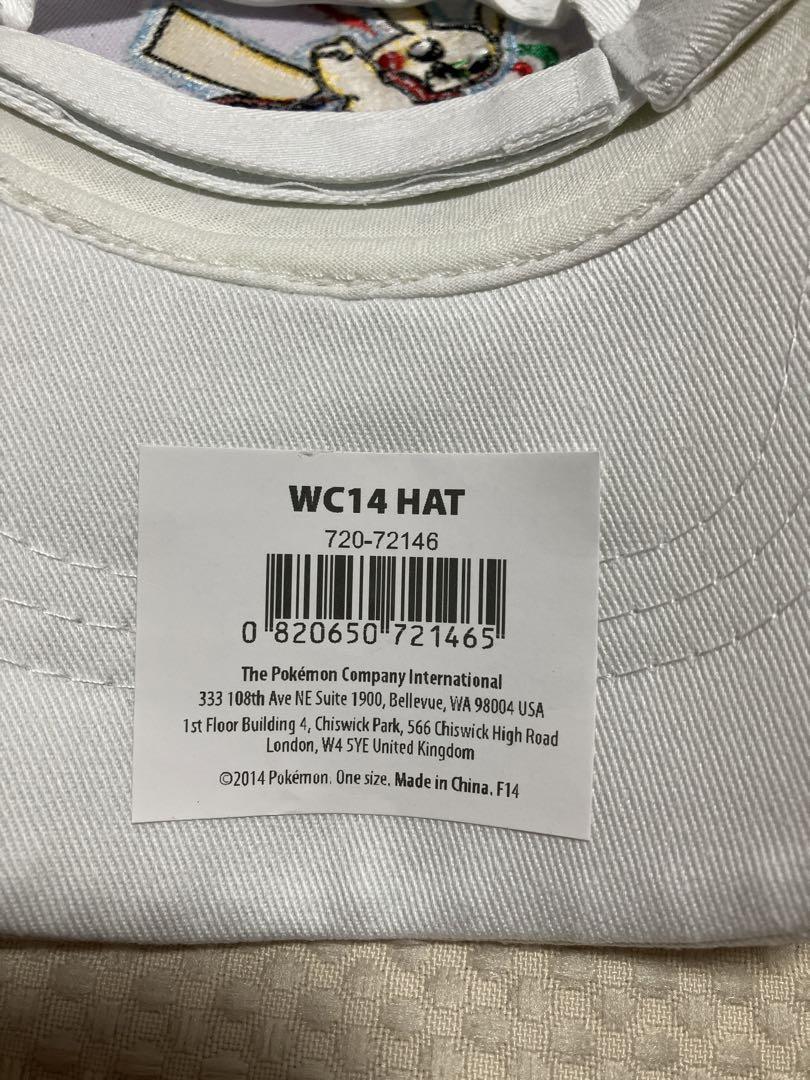 WC14 HAT
720-72146
0 820650 721465
The Pokémon Company International
333 108th Ave NE Suite 1900, Bellevue, WA 98004 USA
1st Floor Building 4, Chiswick Park, 566 Chiswick High Road
London, W4 5YE United Kingdom
©2014 Pokémon. One size. Made in China. F14